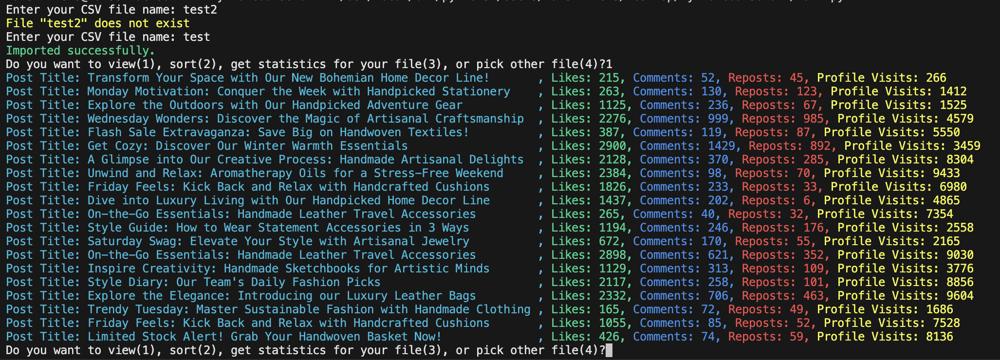 Enter your CSV file name: test2
File "test2" does not exist
Enter your CSV file name: test
Imported successfully.
Do you want to view(1), sort(2), get statistics for your file(3), or pick other file(4)?1
Post Title: Transform Your Space with Our New Bohemian Home Decor Line! , Likes: 215, Comments: 52, Reposts: 45, Profile Visits: 266
Post Title: Monday Motivation: Conquer the Week with Handpicked Stationery , Likes: 263, Comments: 130, Reposts: 123, Profile Visits: 1412
Post Title: Explore the Outdoors with Our Handpicked Adventure Gear , Likes: 1125, Comments: 236, Reposts: 67, Profile Visits: 1525
Post Title: Wednesday Wonders: Discover the Magic of Artisanal Craftsmanship , Likes: 2276, Comments: 999, Reposts: 985, Profile Visits: 4579
Post Title: Flash Sale Extravaganza: Save Big on Handwoven Textiles! , Likes: 387, Comments: 119, Reposts: 87, Profile Visits: 5550
Post Title: Get Cozy: Discover Our Winter Warmth Essentials , Likes: 2900, Comments: 1429, Reposts: 892, Profile Visits: 3459
Post Title: A Glimpse into Our Creative Process: Handmade Artisanal Delights , Likes: 2128, Comments: 370, Reposts: 285, Profile Visits: 8304
Post Title: Unwind and Relax: Aromatherapy Oils for a Stress-Free Weekend , Likes: 2384, Comments: 98, Reposts: 70, Profile Visits: 9433
Post Title: Friday Feels: Kick Back and Relax with Handcrafted Cushions , Likes: 1826, Comments: 233, Reposts: 33, Profile Visits: 6980
Post Title: Dive into Luxury Living with Our Handpicked Home Decor Line , Likes: 1437, Comments: 202, Reposts: 6, Profile Visits: 4865
Post Title: On-the-Go Essentials: Handmade Leather Travel Accessories , Likes: 265, Comments: 40, Reposts: 32, Profile Visits: 7354
Post Title: Style Guide: How to Wear Statement Accessories in 3 Ways , Likes: 1194, Comments: 246, Reposts: 176, Profile Visits: 2558
Post Title: Saturday Swag: Elevate Your Style with Artisanal Jewelry , Likes: 672, Comments: 170, Reposts: 55, Profile Visits: 2165
Post Title: On-the-Go Essentials: Handmade Leather Travel Accessories , Likes: 2898, Comments: 621, Reposts: 352, Profile Visits: 9030
Post Title: Inspire Creativity: Handmade Sketchbooks for Artistic Minds , Likes: 1129, Comments: 313, Reposts: 109, Profile Visits: 3776
Post Title: Style Diary: Our Team's Daily Fashion Picks , Likes: 2117, Comments: 258, Reposts: 101, Profile Visits: 8856
Post Title: Explore the Elegance: Introducing our Luxury Leather Bags , Likes: 2332, Comments: 706, Reposts: 463, Profile Visits: 9604
Post Title: Trendy Tuesday: Master Sustainable Fashion with Handmade Clothing , Likes: 165, Comments: 72, Reposts: 49, Profile Visits: 1686
Post Title: Friday Feels: Kick Back and Relax with Handcrafted Cushions , Likes: 1055, Comments: 85, Reposts: 52, Profile Visits: 7528
Post Title: Limited Stock Alert! Grab Your Handwoven Basket Now! , Likes: 426, Comments: 74, Reposts: 59, Profile Visits: 8136
Do you want to view(1), sort(2), get statistics for your file(3), or pick other file(4)?